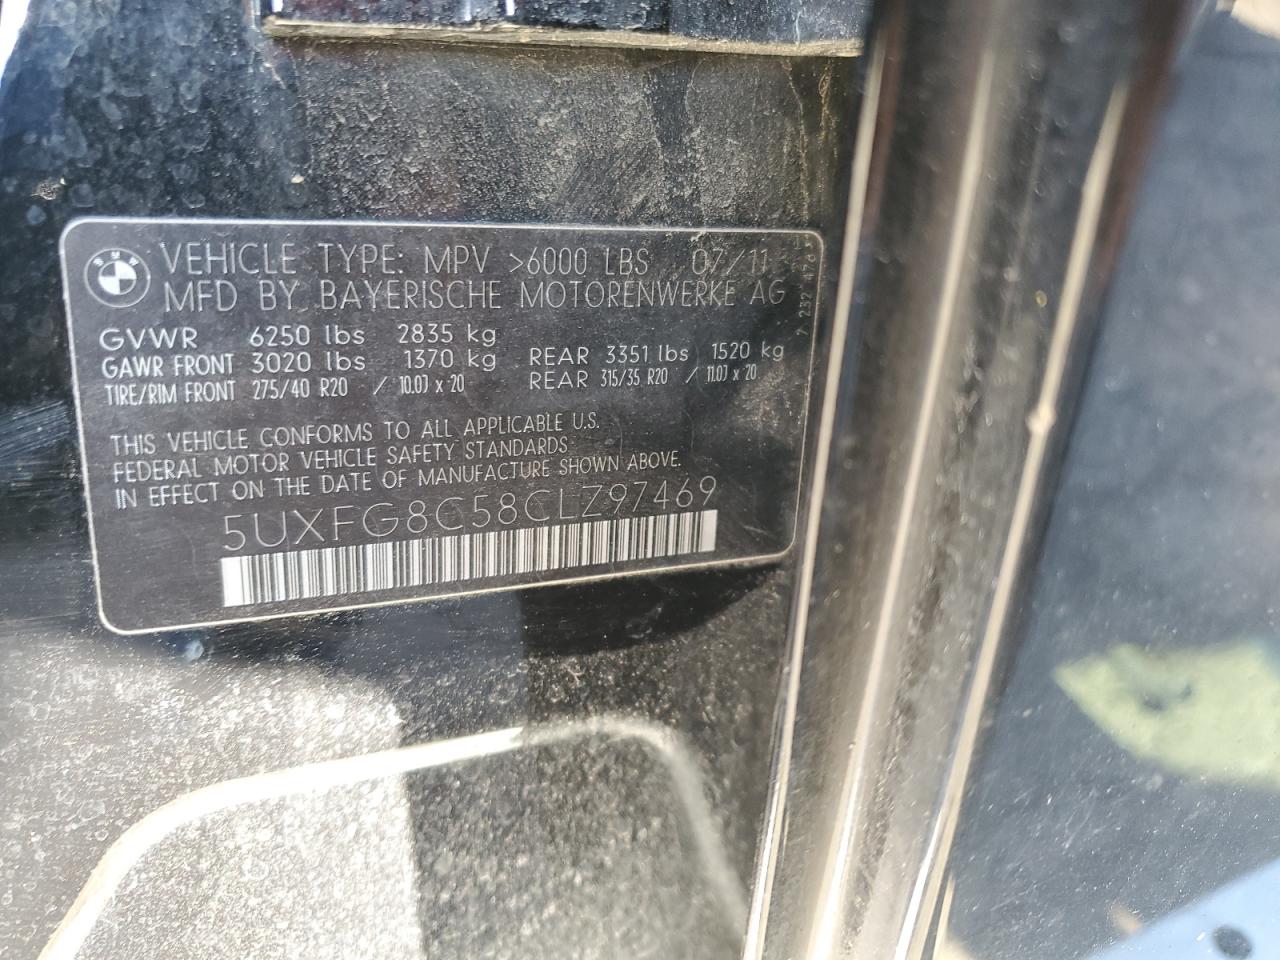 BMW
VEHICLE TYPE: MPV >6000 LBS 07/11
MFD BY BAYERISCHE MOTORENWERKE AG
GVWR 6250 lbs 2835 kg
GAWR FRONT 3020 lbs 1370 kg REAR 3351 lbs 1520 kg
TIRE/RIM FRONT 275/40 R20 / 10.0J x 20 REAR 315/35 R20 / 11.0J x 20
THIS VEHICLE CONFORMS TO ALL APPLICABLE U.S.
FEDERAL MOTOR VEHICLE SAFETY STANDARDS
IN EFFECT ON THE DATE OF MANUFACTURE SHOWN ABOVE.
5UXFG8C58CLZ97469